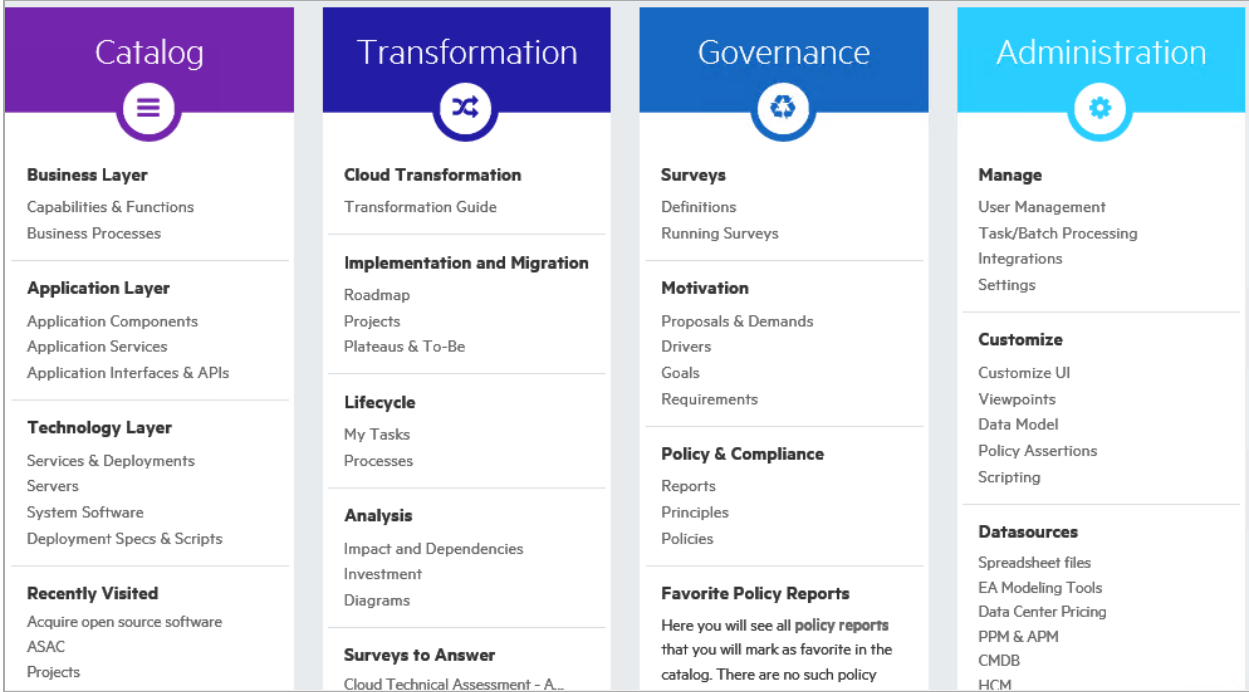 Catalog
Business Layer
Capabilities & Functions
Business Processes
Application Layer
Application Components
Application Services
Application Interfaces & APIs
Technology Layer
Services & Deployments
Servers
System Software
Deployment Specs & Scripts
Recently Visited
Acquire open source software
ASAC
Projects
Transformation
Cloud Transformation
Transformation Guide
Implementation and Migration
Roadmap
Projects
Plateaus & To-Be
Lifecycle
My Tasks
Processes
Analysis
Impact and Dependencies
Investment
Diagrams
Surveys to Answer
Cloud Technical Assessment - A...
Governance
Surveys
Definitions
Running Surveys
Motivation
Proposals & Demands
Drivers
Goals
Requirements
Policy & Compliance
Reports
Principles
Policies
Favorite Policy Reports
Here you will see all policy reports
that you will mark as favorite in the
catalog. There are no such policy
Administration
Manage
User Management
Task/Batch Processing
Integrations
Settings
Customize
Customize UI
Viewpoints
Data Model
Policy Assertions
Scripting
Datasources
Spreadsheet files
EA Modeling Tools
Data Center Pricing
PPM & APM
CMDB
HCM